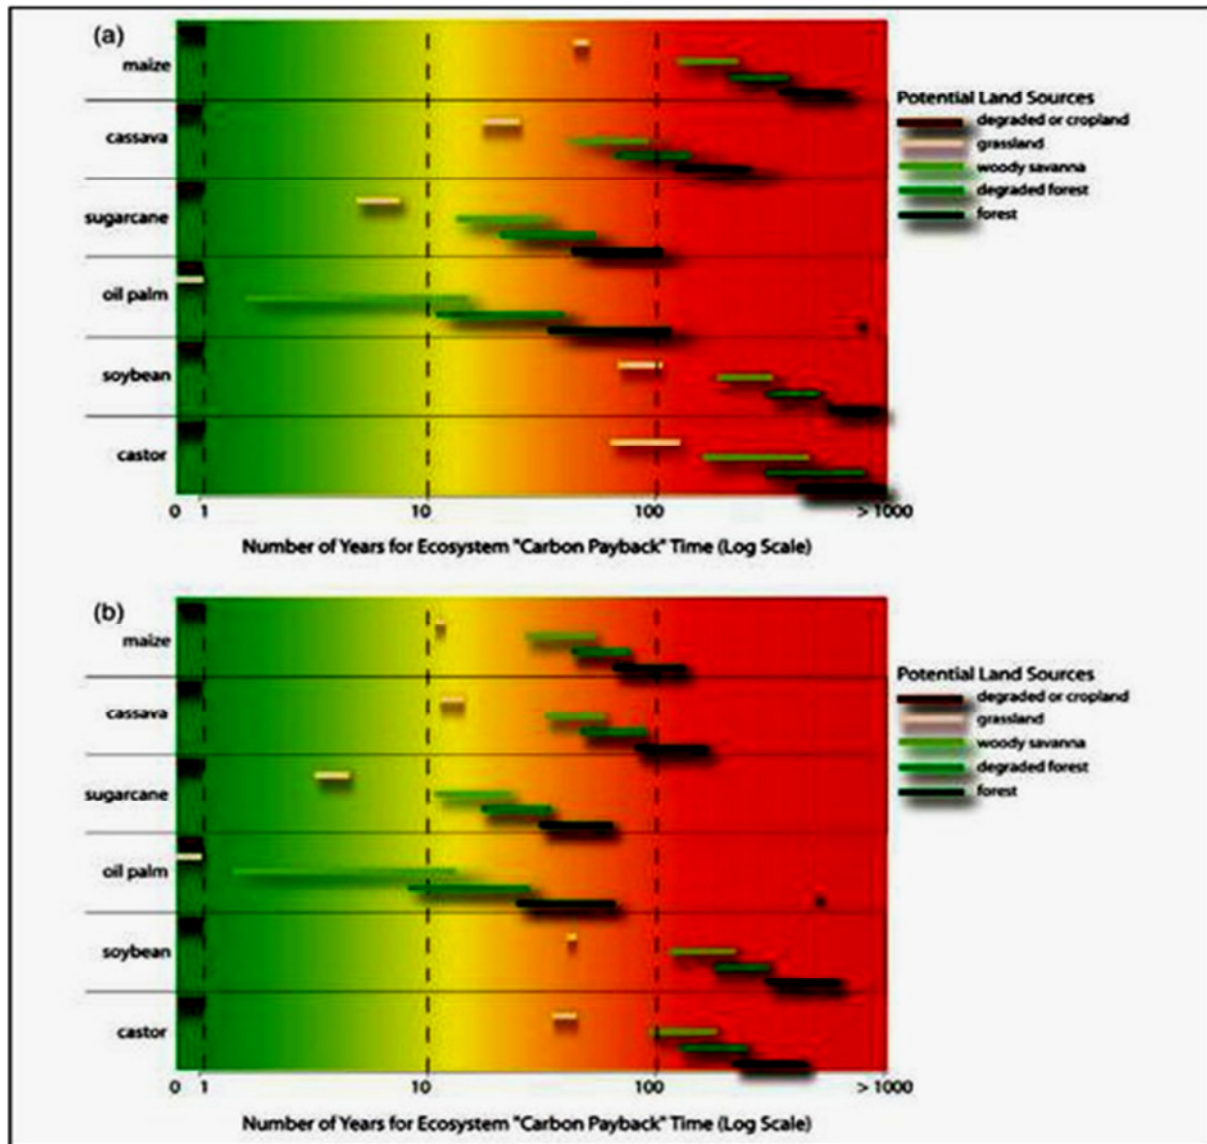 (a)
maize
cassava
sugarcane
oil palm
soybean
castor
Potential Land Sources
degraded or cropland
grassland
woody savanna
degraded forest
forest
0 1 10 100 > 1000
Number of Years for Ecosystem "Carbon Payback" Time (Log Scale)
(b)
maize
cassava
sugarcane
oil palm
soybean
castor
Potential Land Sources
degraded or cropland
grassland
woody savanna
degraded forest
forest
0 1 10 100 > 1000
Number of Years for Ecosystem "Carbon Payback" Time (Log Scale)